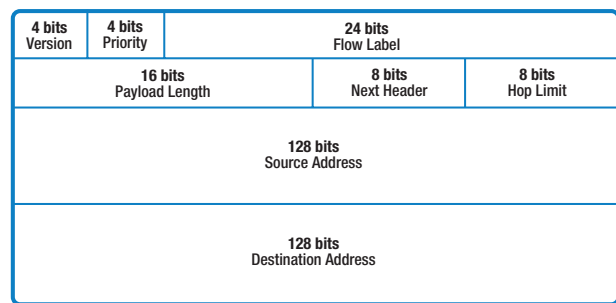 4 bits
Version
4 bits
Priority
24 bits
Flow Label
16 bits
Payload Length
8 bits
Next Header
8 bits
Hop Limit
128 bits
Source Address
128 bits
Destination Address